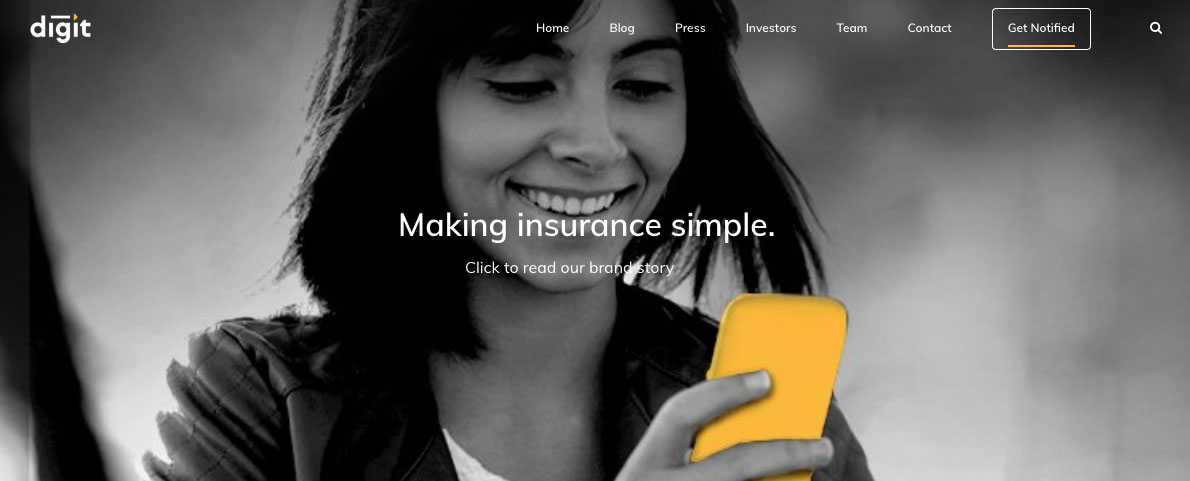 digit
Home Blog Press Investors Team Contact Get Notified
Making insurance simple.
Click to read our brand story